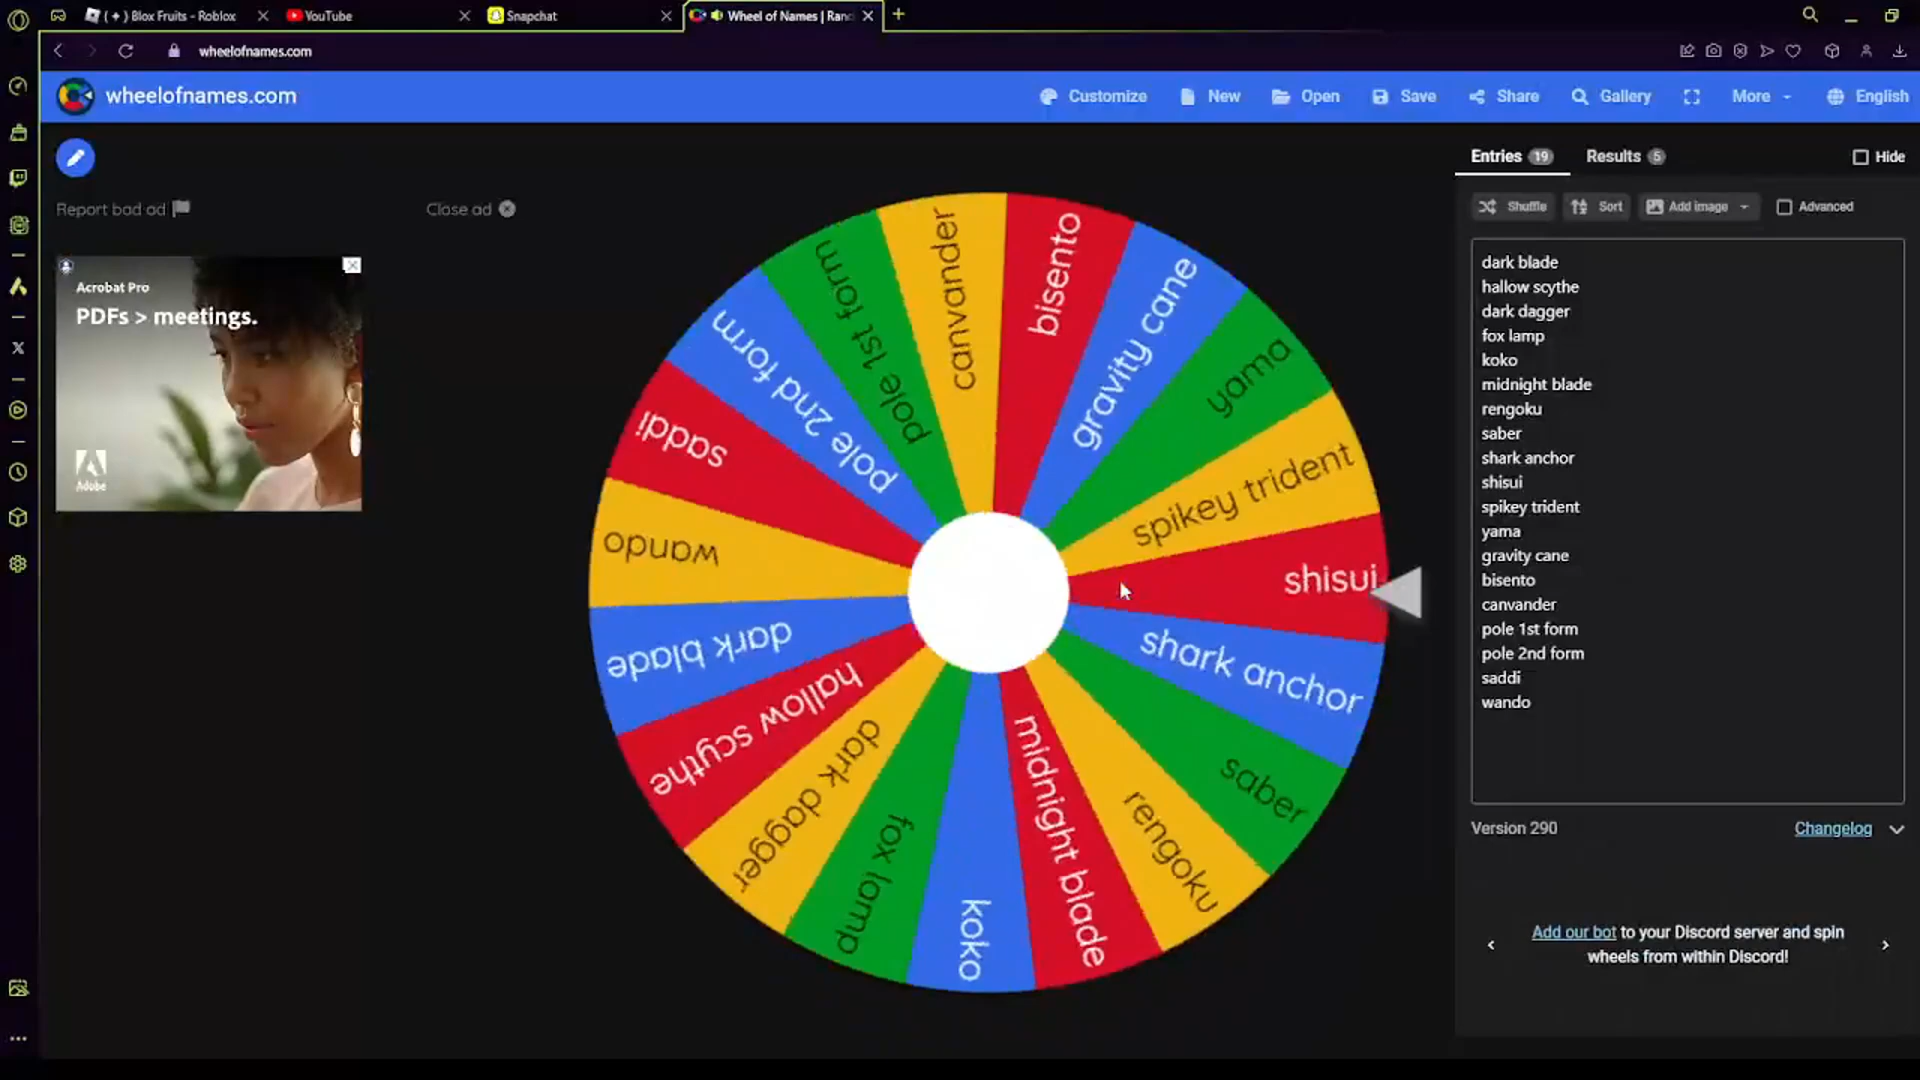 ( + ) Blox Fruits - Roblox
YouTube
Snapchat
Wheel of Names | Ran
wheelofnames.com
wheelofnames.com
Customize
New
Open
Save
Share
Gallery
More
English
Report bad ad
Close ad
Acrobat Pro
PDFs > meetings.
Adobe
canvander
bisento
gravity cane
yama
spikey trident
shisui
shark anchor
saber
rengoku
midnight blade
koko
fox lamp
dark dagger
hallow scythe
dark blade
wando
saddi
pole 2nd form
pole 1st form
Entries 19
Results 5
Hide
Shuffle
Sort
Add image
Advanced
dark blade
hallow scythe
dark dagger
fox lamp
koko
midnight blade
rengoku
saber
shark anchor
shisui
spikey trident
yama
gravity cane
bisento
canvander
pole 1st form
pole 2nd form
saddi
wando
Version 290
Changelog
Add our bot to your Discord server and spin
wheels from within Discord!